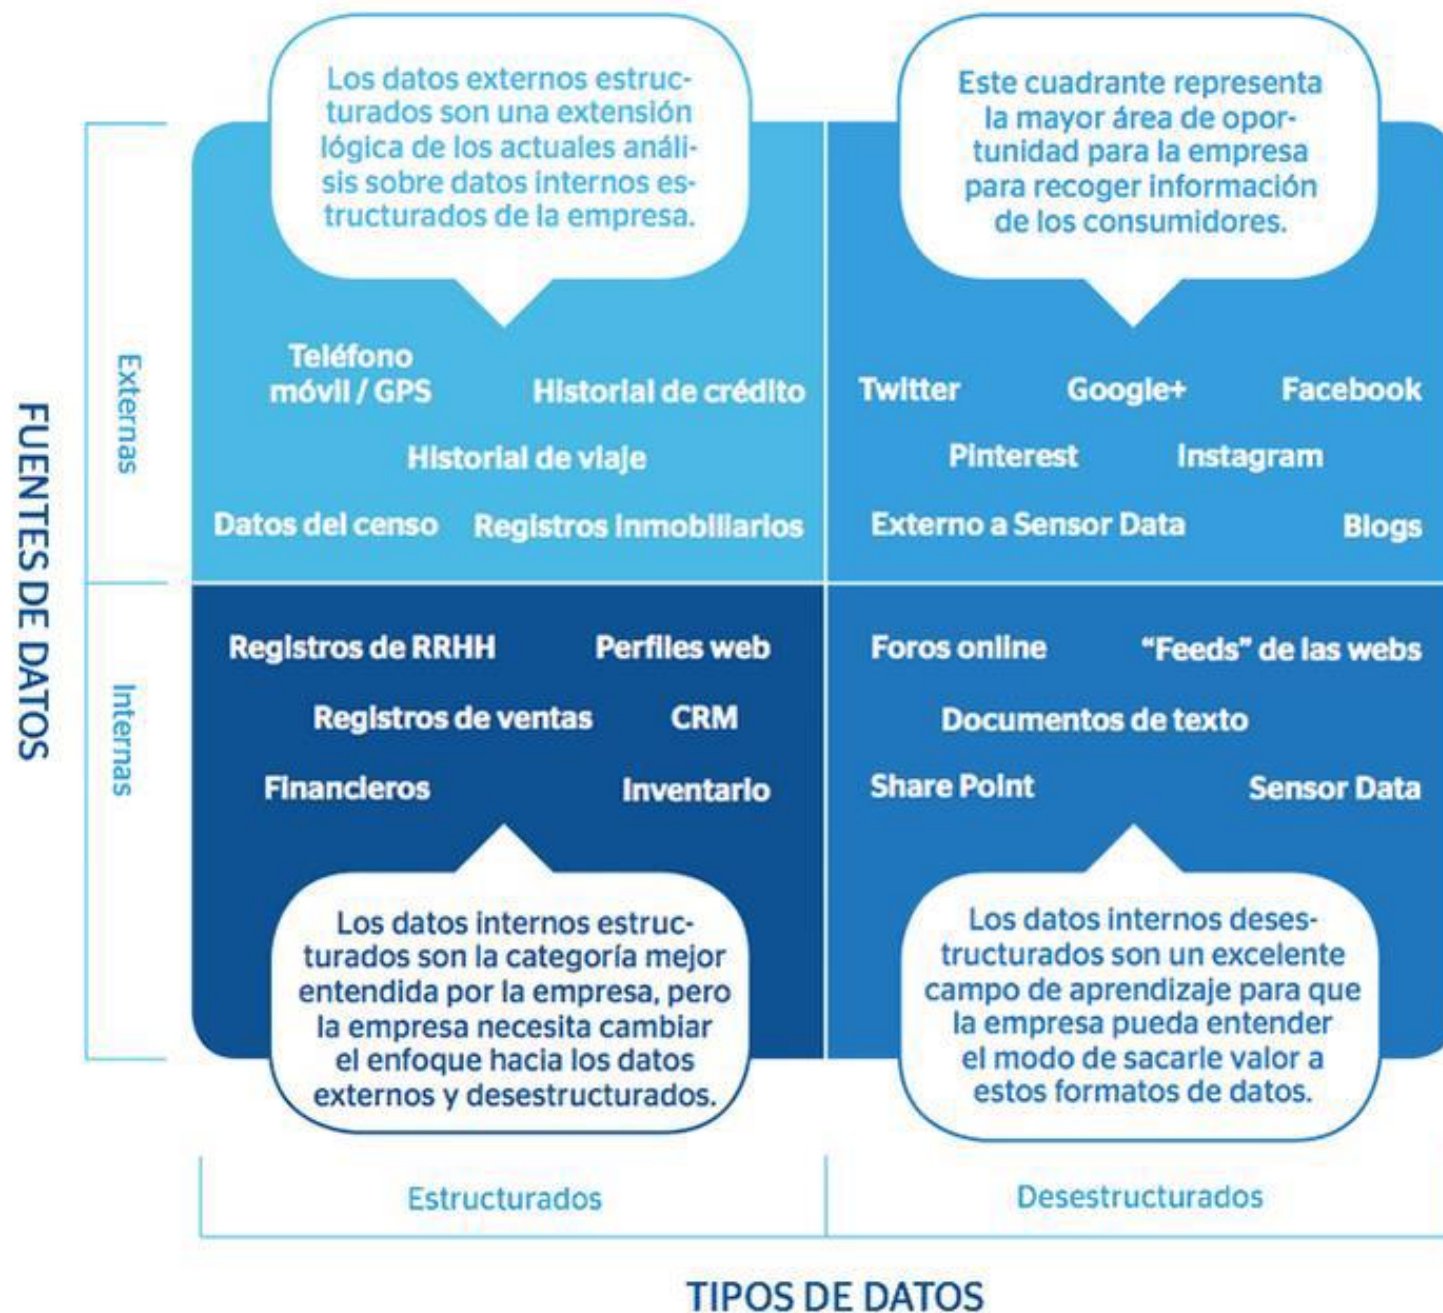 Los datos externos estruc-
turados son una extensión
lógica de los actuales análi-
sis sobre datos internos es-
tructurados de la empresa.
Este cuadrante representa
la mayor área de opor-
tunidad para la empresa
para recoger información
de los consumidores.
FUENTES DE DATOS
Externas
Teléfono
móvil / GPS
Historial de crédito
Historial de viaje
Datos del censo
Registros inmobiliarios
Twitter
Google+
Facebook
Pinterest
Instagram
Externo a Sensor Data
Blogs
Internas
Registros de RRHH
Perfiles web
Registros de ventas
CRM
Financieros
Inventario
Foros online
“Feeds” de las webs
Documentos de texto
Share Point
Sensor Data
Los datos internos estruc-
turados son la categoría mejor
entendida por la empresa, pero
la empresa necesita cambiar
el enfoque hacia los datos
externos y desestructurados.
Los datos internos deses-
tructurados son un excelente
campo de aprendizaje para que
la empresa pueda entender
el modo de sacarle valor a
estos formatos de datos.
Estructurados
Desestructurados
TIPOS DE DATOS